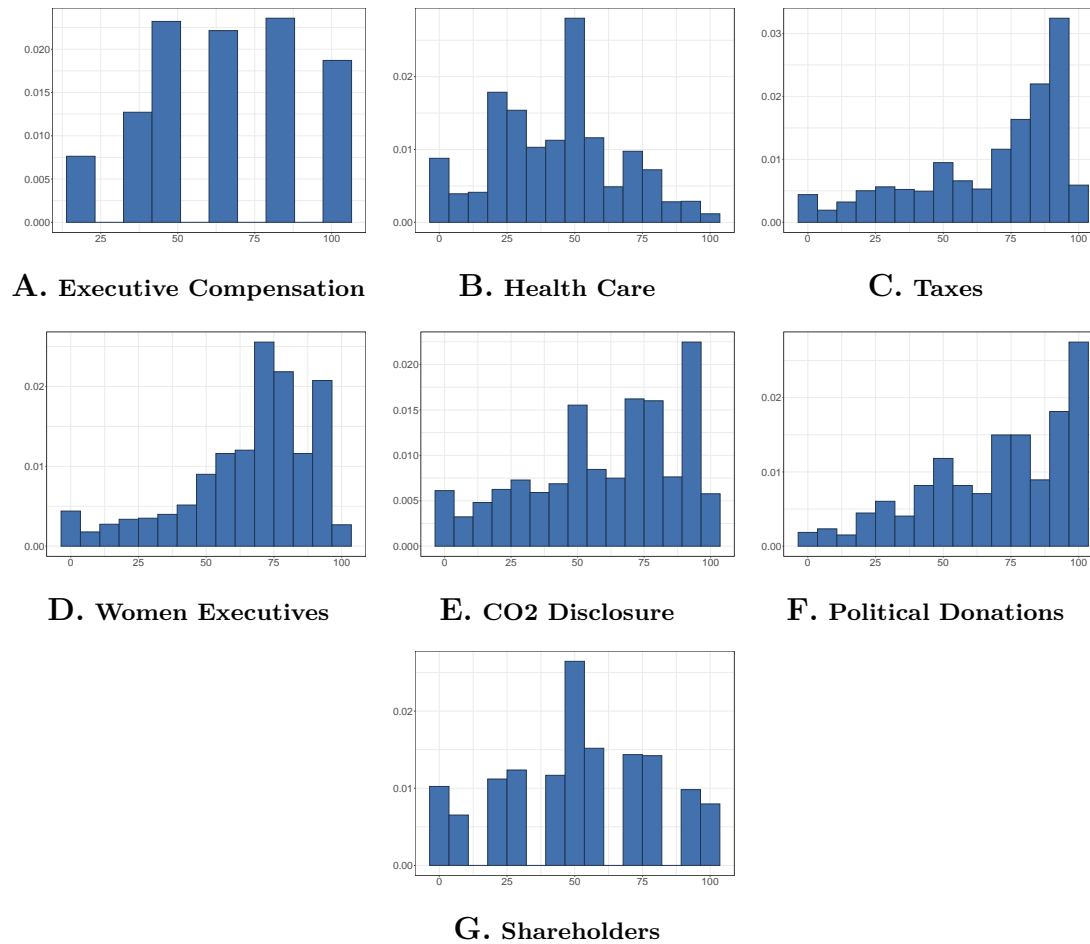 0.020
0.015
0.010
0.005
0.000
25 50 75 100
A. Executive Compensation
0.02
0.01
0.00
0 25 50 75 100
B. Health Care
0.03
0.02
0.01
0.00
0 25 50 75 100
C. Taxes
0.02
0.01
0.00
0 25 50 75 100
D. Women Executives
0.020
0.015
0.010
0.005
0.000
0 25 50 75 100
E. CO2 Disclosure
0.02
0.01
0.00
0 25 50 75 100
F. Political Donations
0.02
0.01
0.00
0 25 50 75 100
G. Shareholders